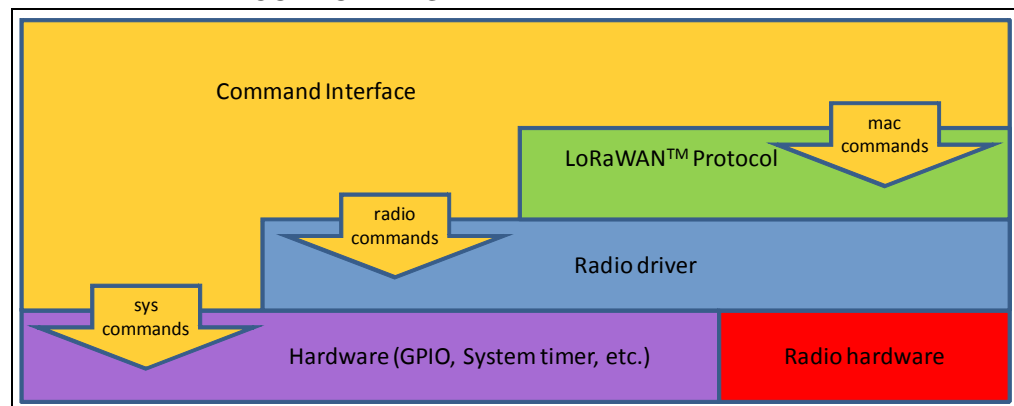 Command Interface
mac
commands
LoRaWAN™ Protocol
radio
commands
Radio driver
sys
commands
Hardware (GPIO, System timer, etc.)
Radio hardware